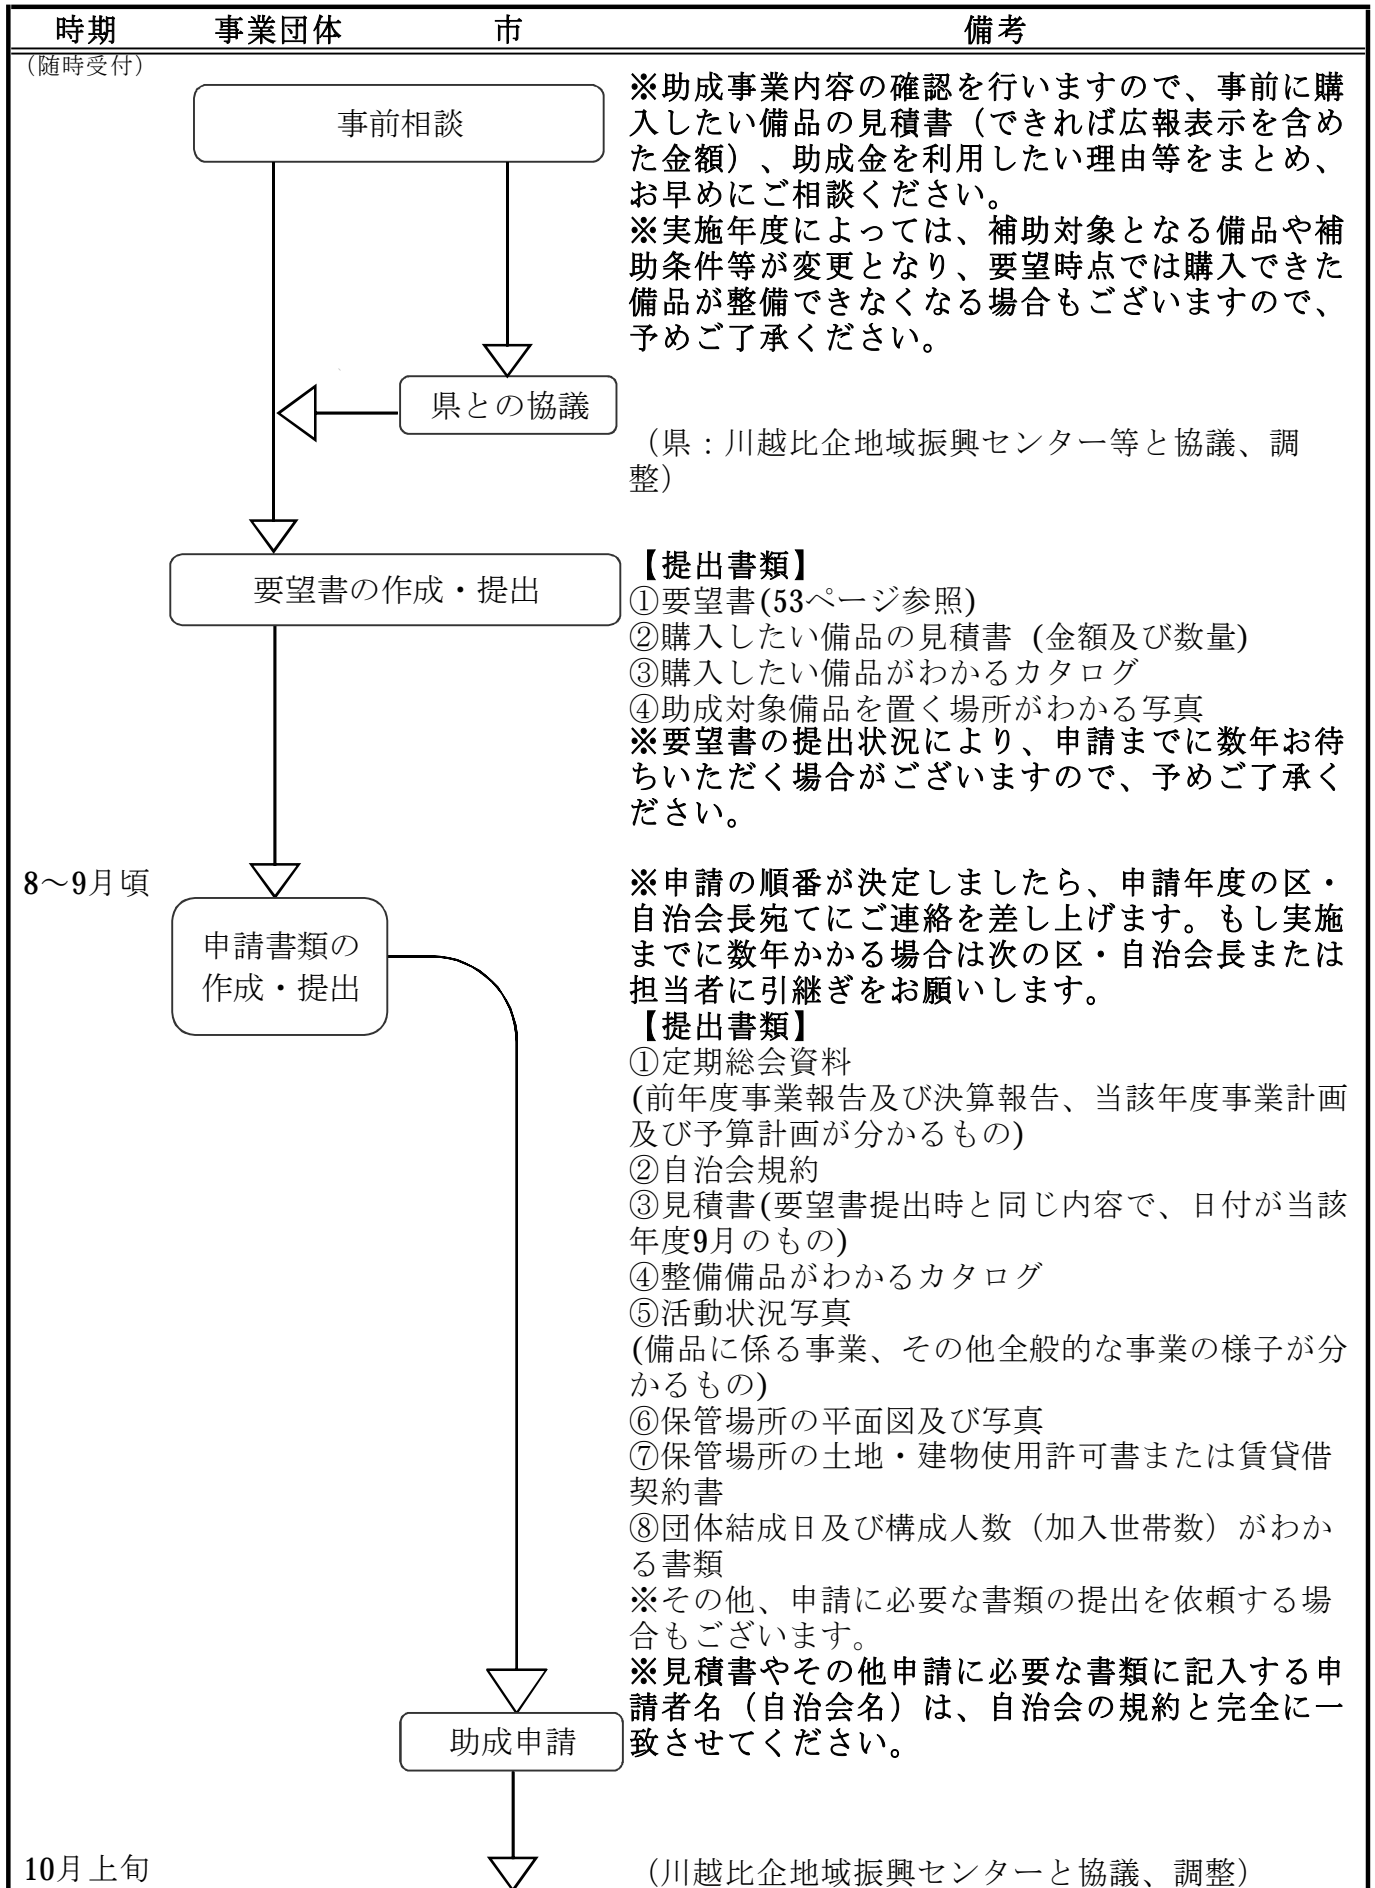 時期 事業団体 市 備考
（随時受付）
事前相談
※助成事業内容の確認を行いますので、事前に購
入したい備品の見積書（できれば広報表示を含め
た金額）、助成金を利用したい理由等をまとめ、
お早めにご相談ください。
※実施年度によっては、補助対象となる備品や補
助条件等が変更となり、要望時点では購入できた
備品が整備できなくなる場合もございますので、
予めご了承ください。
県との協議
（県：川越比企地域振興センター等と協議、調
整）
要望書の作成・提出
【提出書類】
①要望書(53ページ参照)
②購入したい備品の見積書 (金額及び数量)
③購入したい備品がわかるカタログ
④助成対象備品を置く場所がわかる写真
※要望書の提出状況により、申請までに数年お待
ちいただく場合がございますので、予めご了承く
ださい。
8～9月頃
申請書類の
作成・提出
※申請の順番が決定しましたら、申請年度の区・
自治会長宛てにご連絡を差し上げます。もし実施
までに数年かかる場合は次の区・自治会長または
担当者に引継ぎをお願いします。
【提出書類】
①定期総会資料
(前年度事業報告及び決算報告、当該年度事業計画
及び予算計画が分かるもの)
②自治会規約
③見積書(要望書提出時と同じ内容で、日付が当該
年度9月のもの)
④整備備品がわかるカタログ
⑤活動状況写真
(備品に係る事業、その他全般的な事業の様子が分
かるもの)
⑥保管場所の平面図及び写真
⑦保管場所の土地・建物使用許可書または賃貸借
契約書
⑧団体結成日及び構成人数（加入世帯数）がわか
る書類
※その他、申請に必要な書類の提出を依頼する場
合もございます。
※見積書やその他申請に必要な書類に記入する申
請者名（自治会名）は、自治会の規約と完全に一
致させてください。
助成申請
10月上旬
（川越比企地域振興センターと協議、調整）